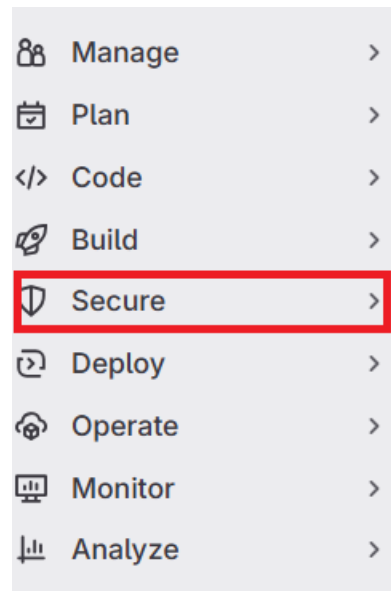 Manage
Plan
Code
Build
Secure
Deploy
Operate
Monitor
Analyze